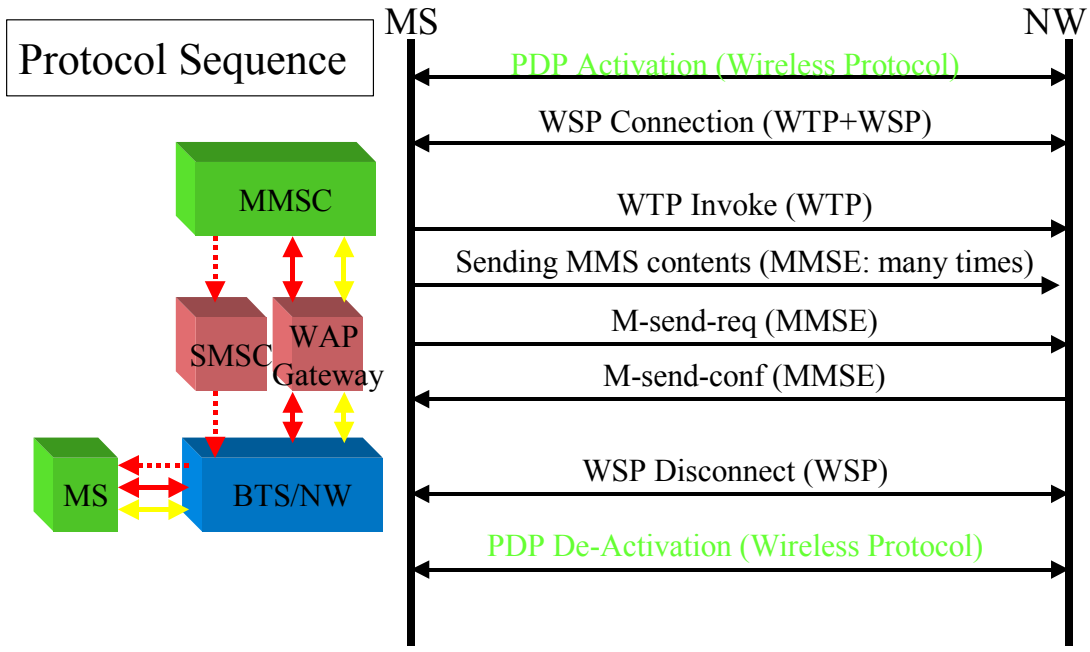 MS
NW
Protocol Sequence
PDP Activation (Wireless Protocol)
WSP Connection (WTP+WSP)
MMSC
WTP Invoke (WTP)
Sending MMS contents (MMSE: many times)
SMSC
WAP
Gateway
M-send-req (MMSE)
M-send-conf (MMSE)
MS
BTS/NW
WSP Disconnect (WSP)
PDP De-Activation (Wireless Protocol)